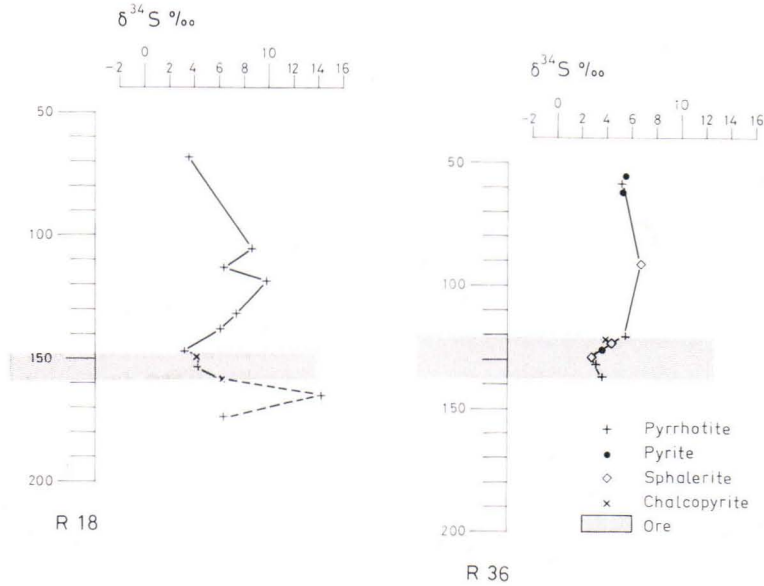 δ³⁴S ‰
0 10
-2 2 4 6 8 12 14 16
50
100
150
200
R 18
δ³⁴S ‰
0 10
-2 2 4 6 8 12 14 16
50
100
150
200
+ Pyrrhotite
● Pyrite
◇ Sphalerite
× Chalcopyrite
Ore
R 36